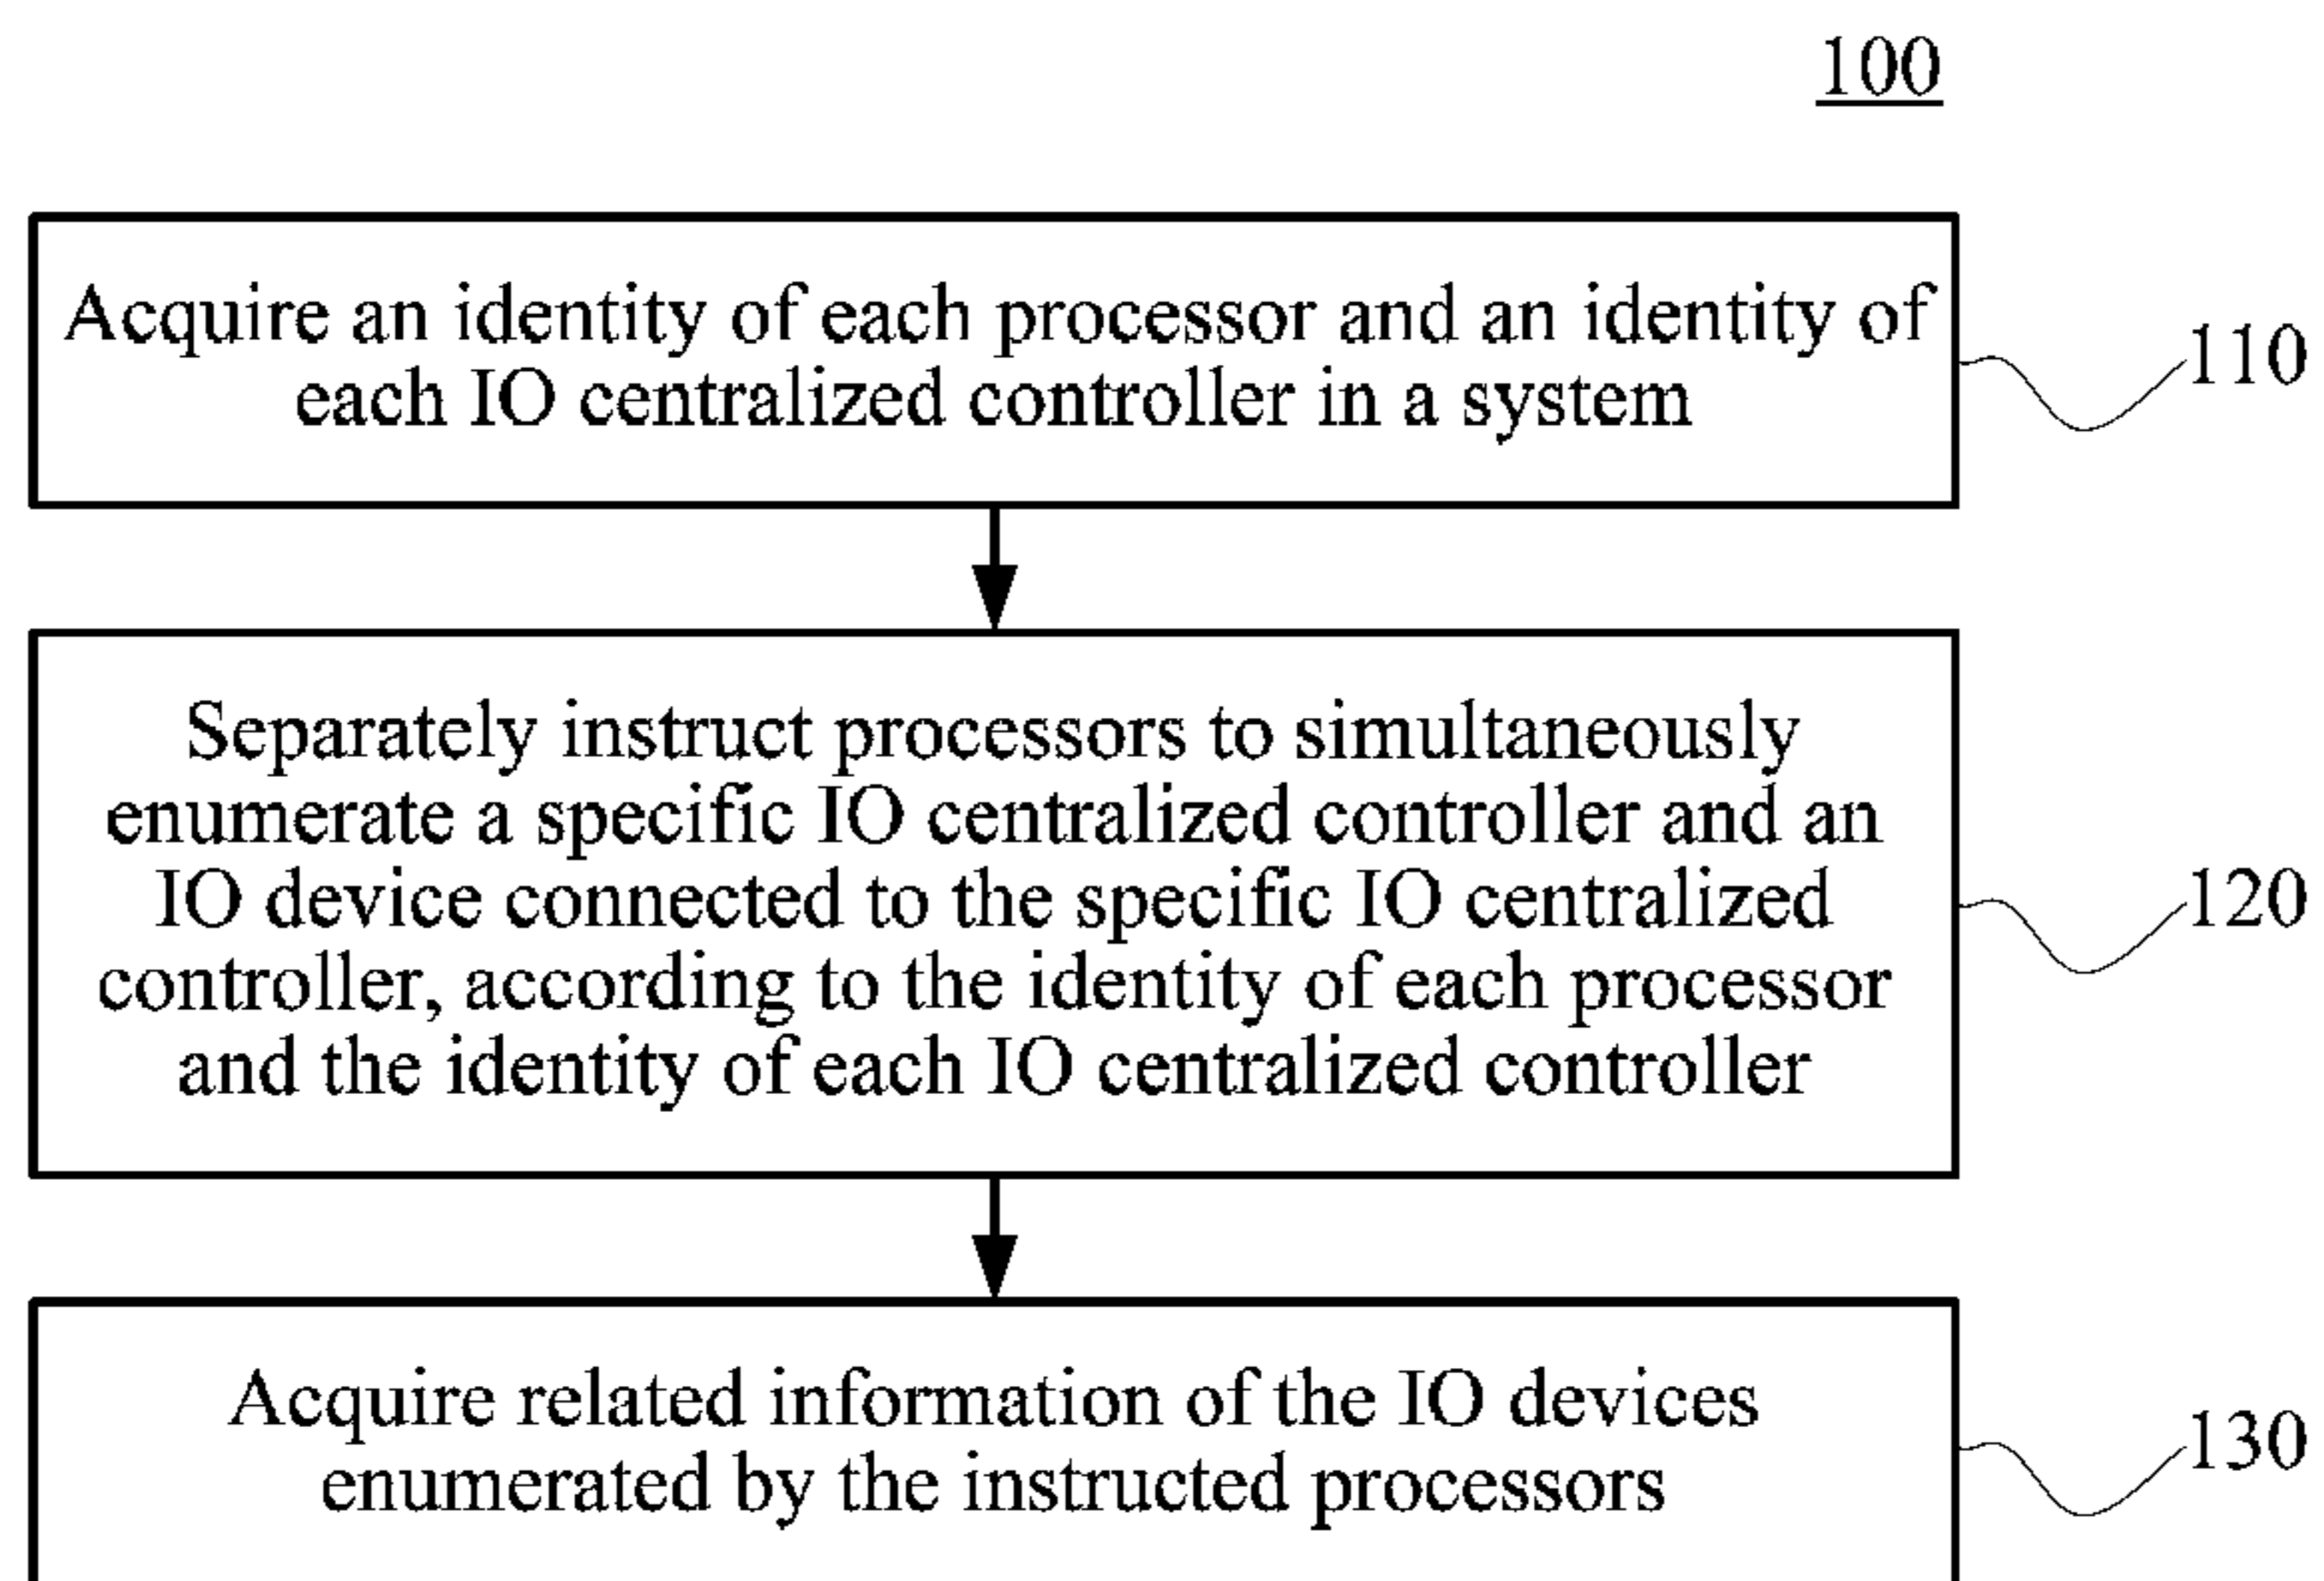 100
Acquire an identity of each processor and an identity of
each IO centralized controller in a system
110
Separately instruct processors to simultaneously
enumerate a specific IO centralized controller and an
IO device connected to the specific IO centralized
controller, according to the identity of each processor
and the identity of each IO centralized controller
120
Acquire related information of the IO devices
enumerated by the instructed processors
130